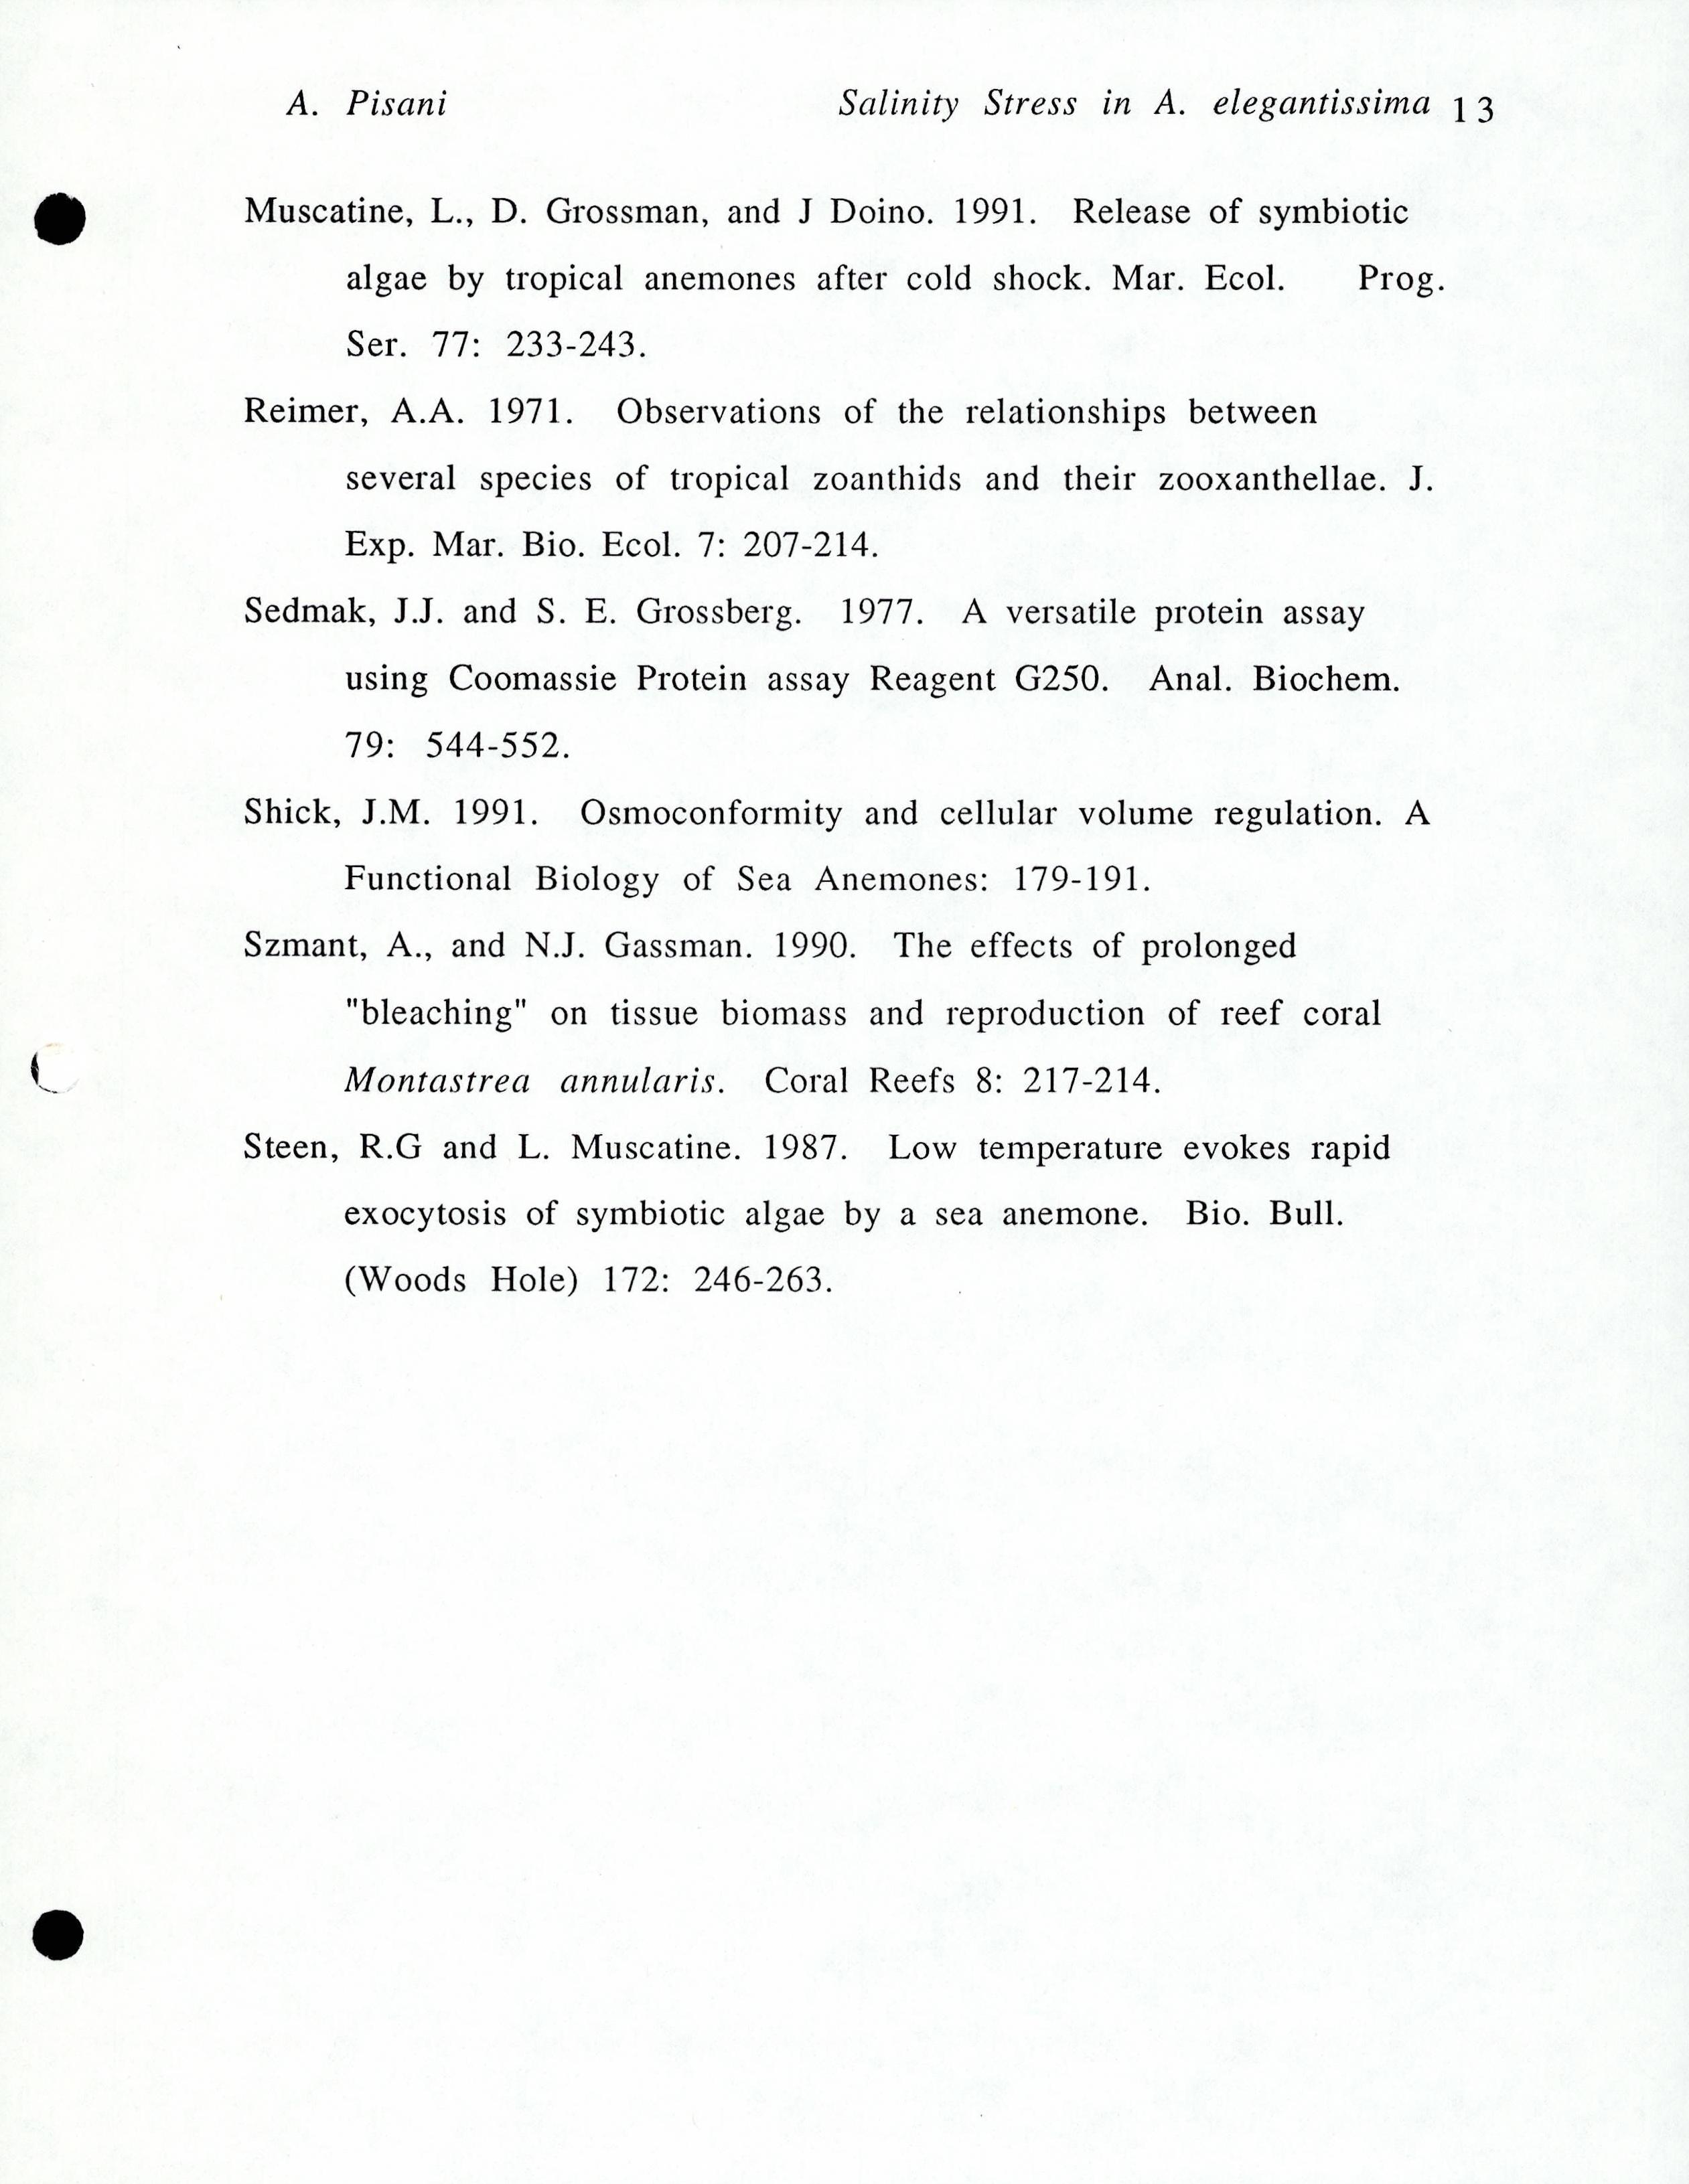 A. Pisani Salinity Stress in A. elegantissima 13
Muscatine, L., D. Grossman, and J Doino. 1991. Release of symbiotic
algae by tropical anemones after cold shock. Mar. Ecol. Prog.
Ser. 77: 233-243.
Reimer, A.A. 1971. Observations of the relationships between
several species of tropical zoanthids and their zooxanthellae. J.
Exp. Mar. Bio. Ecol. 7: 207-214.
Sedmak, J.J. and S. E. Grossberg. 1977. A versatile protein assay
using Coomassie Protein assay Reagent G250. Anal. Biochem.
79: 544-552.
Shick, J.M. 1991. Osmoconformity and cellular volume regulation. A
Functional Biology of Sea Anemones: 179-191.
Szmant, A., and N.J. Gassman. 1990. The effects of prolonged
"bleaching" on tissue biomass and reproduction of reef coral
Montastrea annularis. Coral Reefs 8: 217-214.
Steen, R.G and L. Muscatine. 1987. Low temperature evokes rapid
exocytosis of symbiotic algae by a sea anemone. Bio. Bull.
(Woods Hole) 172: 246-263.